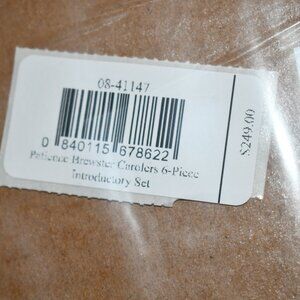 08-41147
0 840115 678622
Patience Brewster Carolers 6-Piece
Introductory Set
$249.00